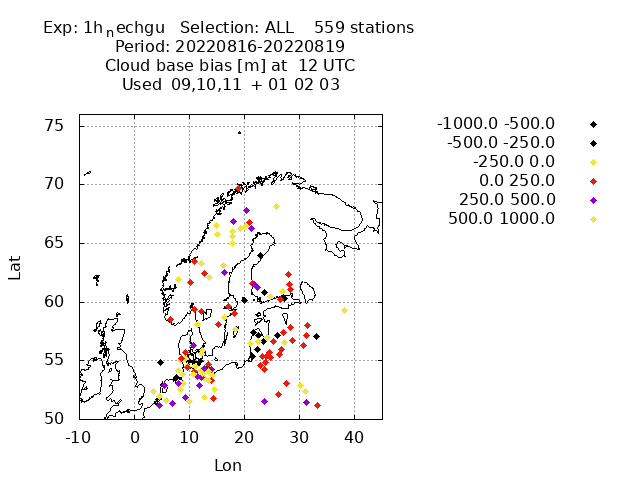 Exp: 1h nechgu Selection: ALL 559 stations
Period: 20220816-20220819
Cloud base bias [m] at 12 UTC
Used 09,10,11 + 01 02 03
-1000.0 -500.0
-500.0 -250.0
-250.0 0.0
0.0 250.0
250.0 500.0
500.0 1000.0
75
70
65
60
55
50
Lat
-10 0 10 20 30 40
Lon